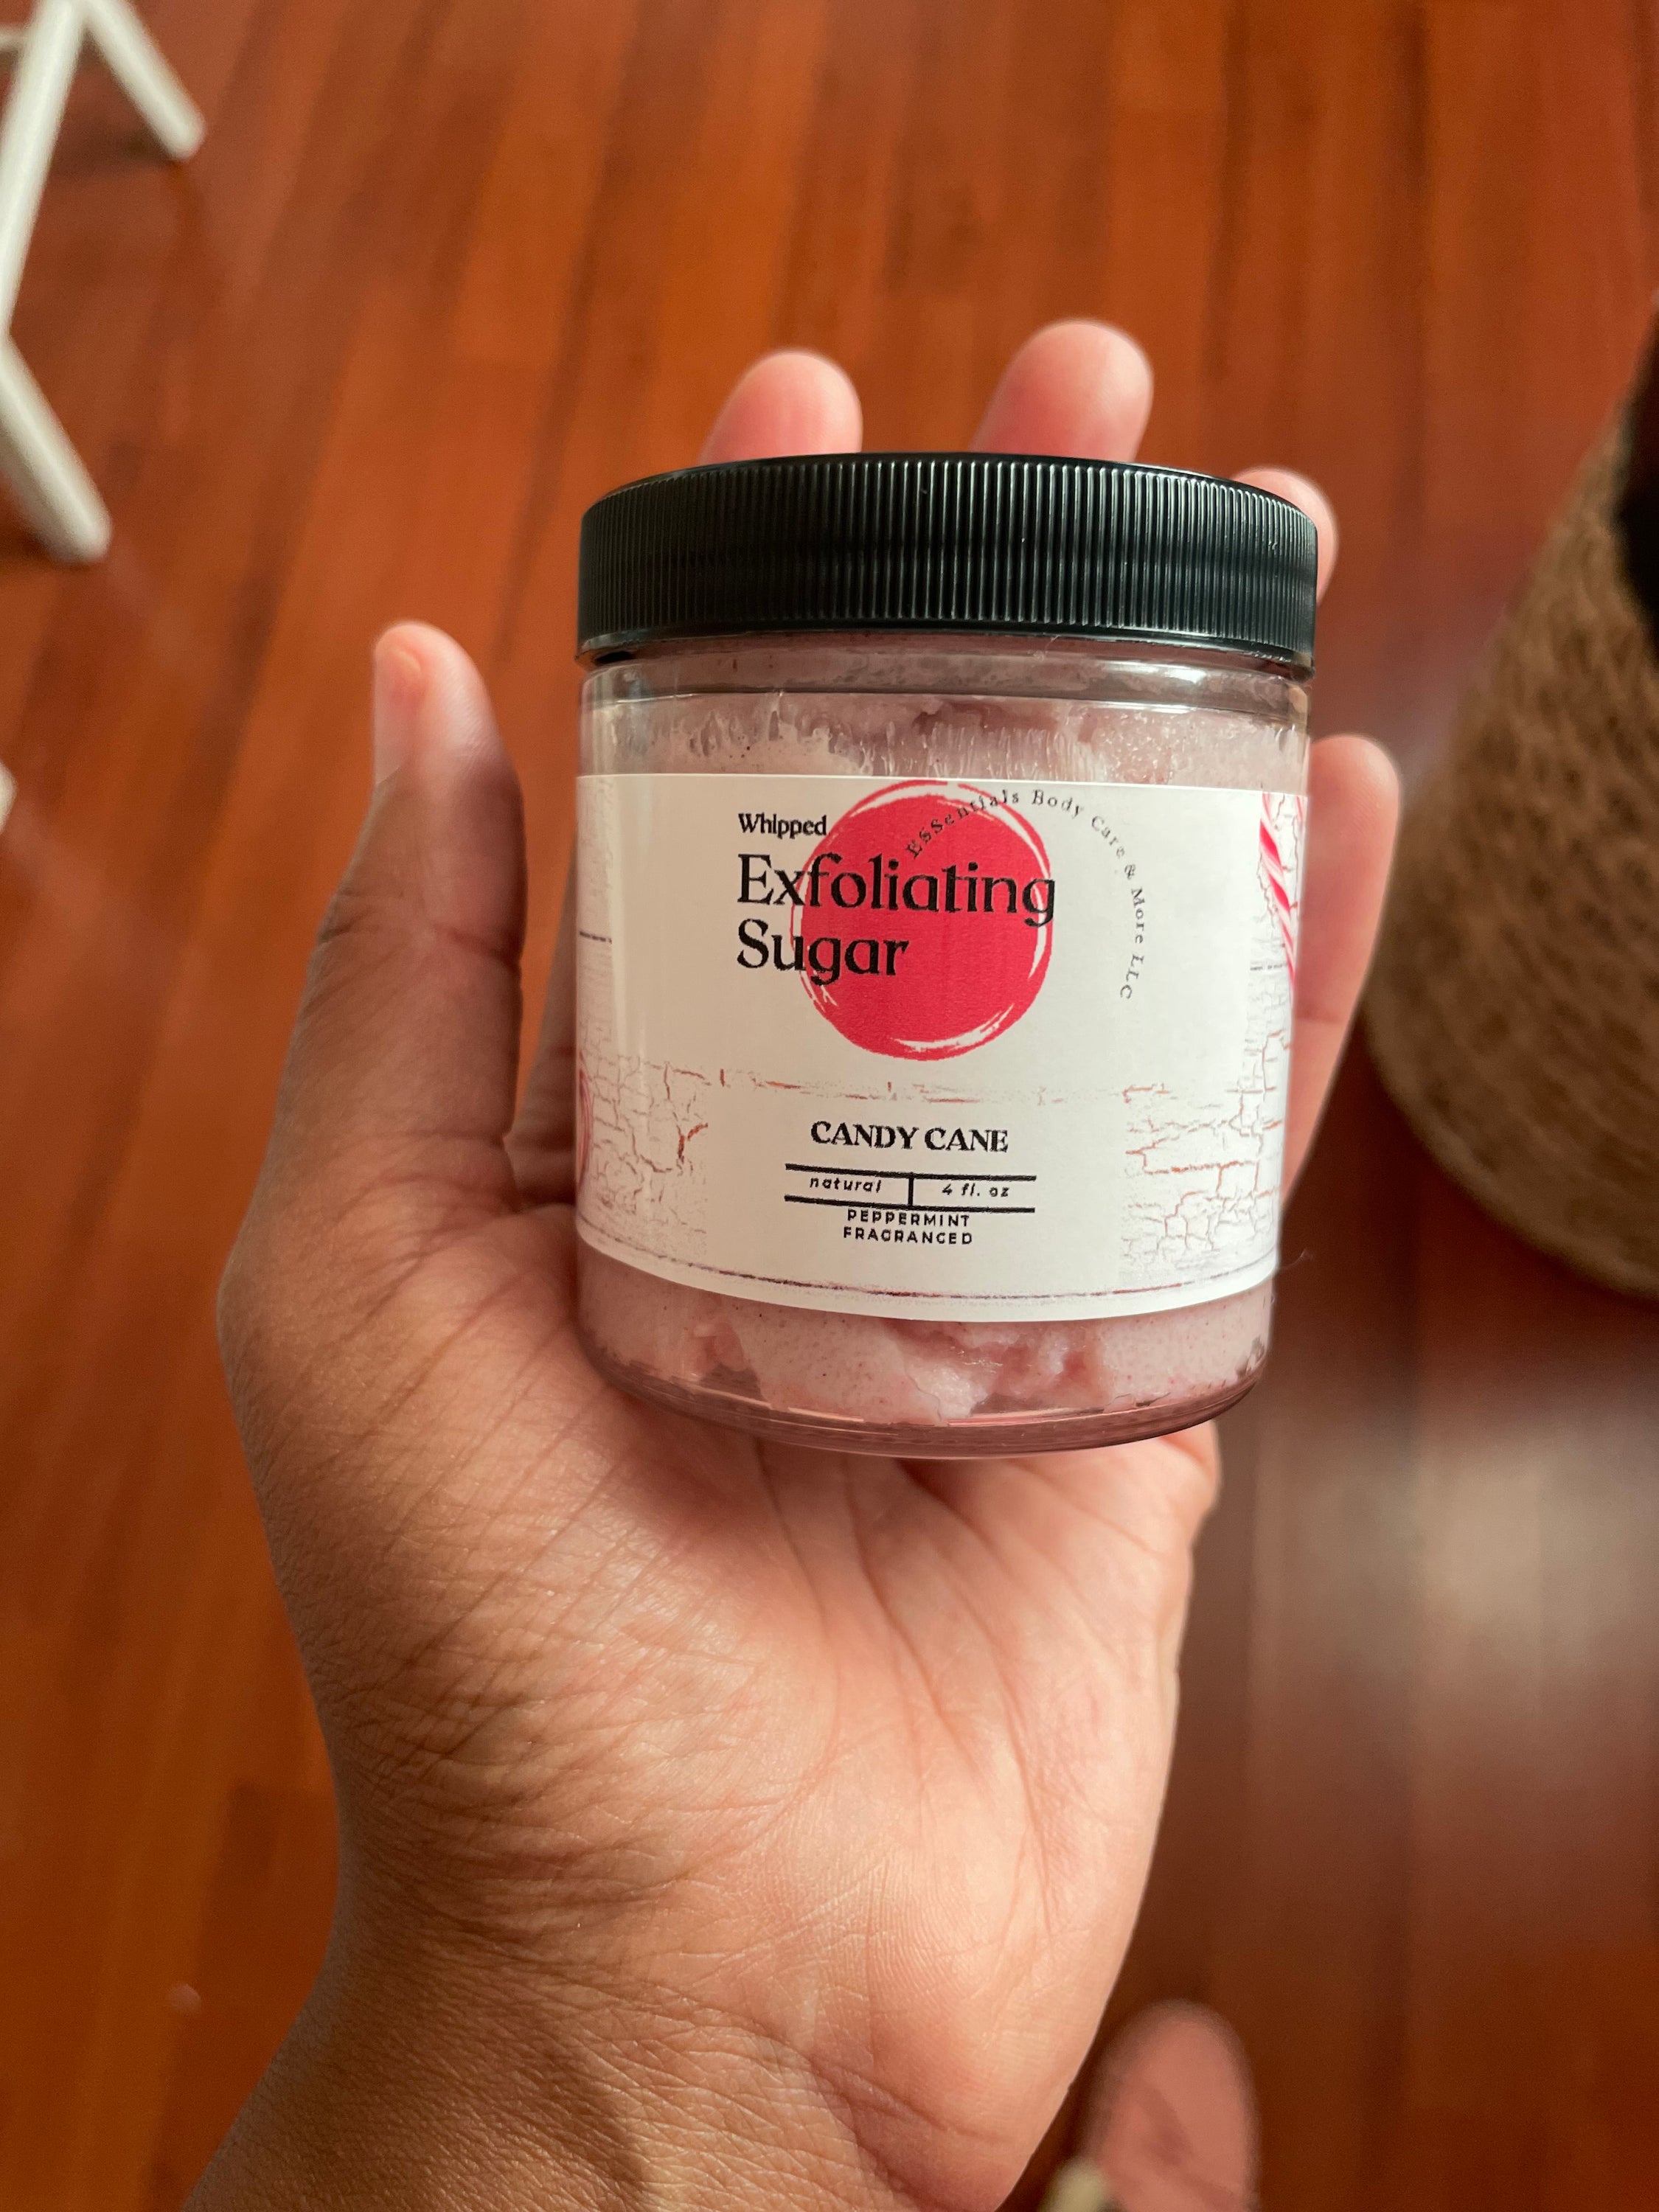 Whipped
Exfoliating
Sugar
EsSentials Body Care & More LLC
CANDY CANE
natural 4 fl. oz
PEPPERMINT
FRAGRANCED